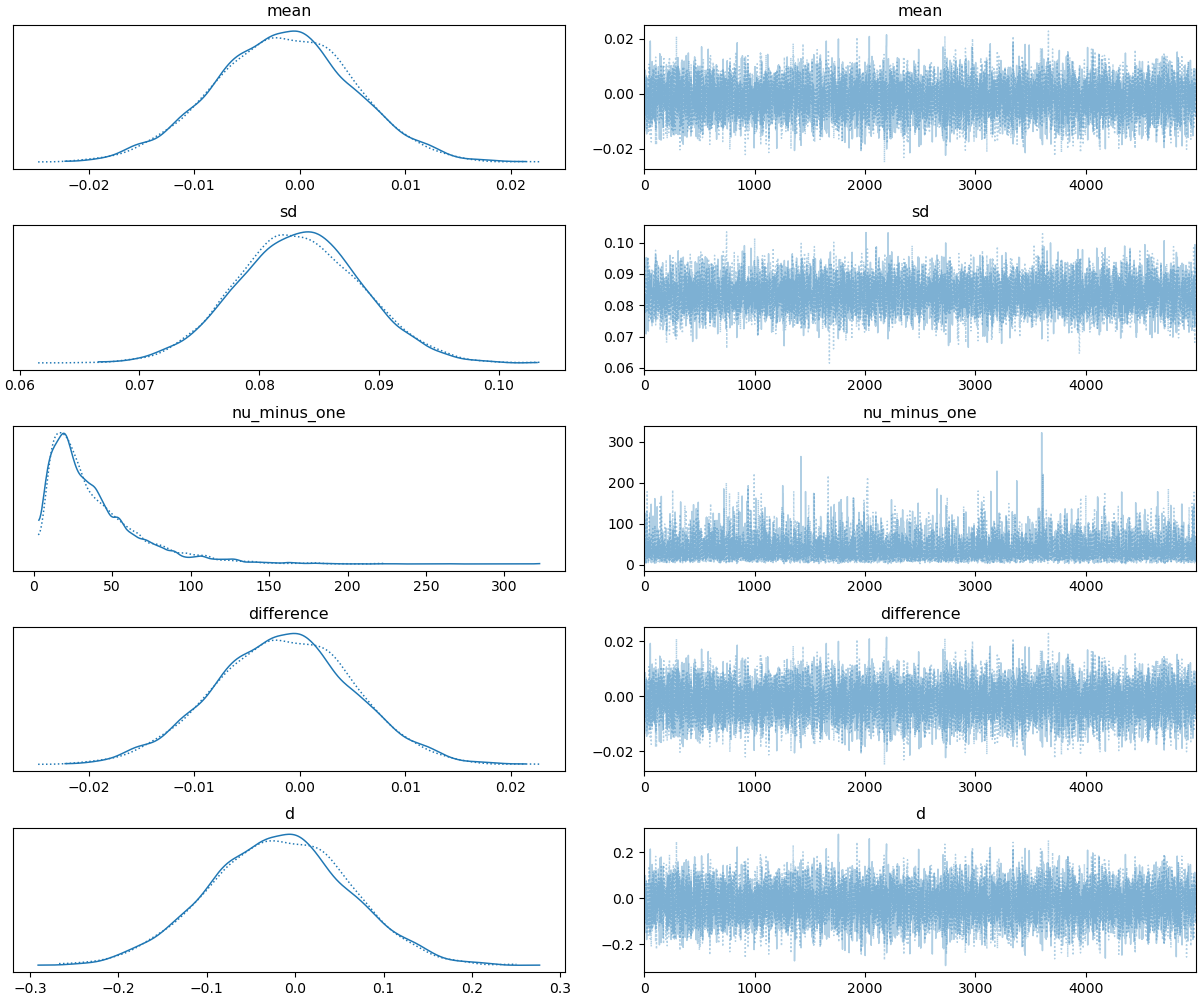 mean mean
0.02
0.00
−0.02
−0.02 −0.01 0.00 0.01 0.02 0 1000 2000 3000 4000
sd sd
0.10
0.09
0.08
0.07
0.06
0.06 0.07 0.08 0.09 0.10 0 1000 2000 3000 4000
nu_minus_one nu_minus_one
300
200
100
0
0 50 100 150 200 250 300 0 1000 2000 3000 4000
difference difference
0.02
0.00
−0.02
−0.02 −0.01 0.00 0.01 0.02 0 1000 2000 3000 4000
d d
0.2
0.0
−0.2
−0.3 −0.2 −0.1 0.0 0.1 0.2 0.3 0 1000 2000 3000 4000